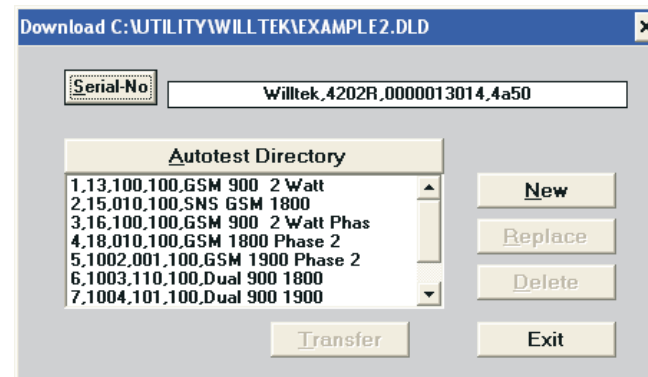 Download C:\UTILITY\WILLTEK\EXAMPLE2.DLD
Serial-No
Willtek,4202R,0000013014,4a50
Autotest Directory
1,13,100,100,GSM 900  2 Watt
2,15,010,100,SNS GSM 1800
3,16,100,100,GSM 900  2 Watt Phas
4,18,010,100,GSM 1800 Phase 2
5,1002,001,100,GSM 1900 Phase 2
6,1003,110,100,Dual 900 1800
7,1004,101,100,Dual 900 1900
New
Replace
Delete
Transfer
Exit